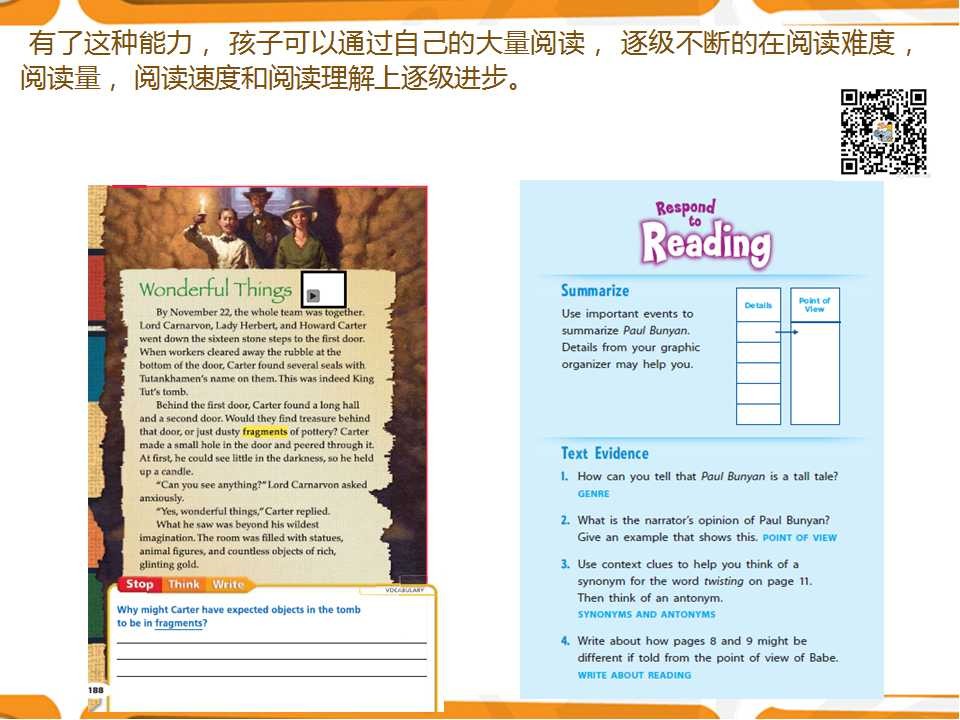 有了这种能力， 孩子可以通过自己的大量阅读， 逐级不断的在阅读难度，
阅读量， 阅读速度和阅读理解上逐级进步。
Wonderful Things
By November 22, the whole team was together.
Lord Carnarvon, Lady Herbert, and Howard Carter
went down the sixteen stone steps to the first door.
When workers cleared away the rubble at the
bottom of the door, Carter found several seals with
Tutankhamen's name on them. This was indeed King
Tut's tomb.
Behind the first door, Carter found a long hall
and a second door. Would they find treasure behind
that door, or just dusty fragments of pottery? Carter
made a small hole in the door and peered through it.
At first, he could see little in the darkness, so he held
up a candle.
"Can you see anything?" Lord Carnarvon asked
anxiously.
"Yes, wonderful things," Carter replied.
What he saw was beyond his wildest
imagination. The room was filled with statues,
animal figures, and countless objects of rich,
glinting gold.
Stop Think Write
VOCABULARY
Why might Carter have expected objects in the tomb
to be in fragments?
188
Respond
to
Reading
Summarize
Use important events to
summarize Paul Bunyan.
Details from your graphic
organizer may help you.
Details
Point of
View
Text Evidence
1. How can you tell that Paul Bunyan is a tall tale?
GENRE
2. What is the narrator's opinion of Paul Bunyan?
Give an example that shows this. POINT OF VIEW
3. Use context clues to help you think of a
synonym for the word twisting on page 11.
Then think of an antonym.
SYNONYMS AND ANTONYMS
4. Write about how pages 8 and 9 might be
different if told from the point of view of Babe.
WRITE ABOUT READING